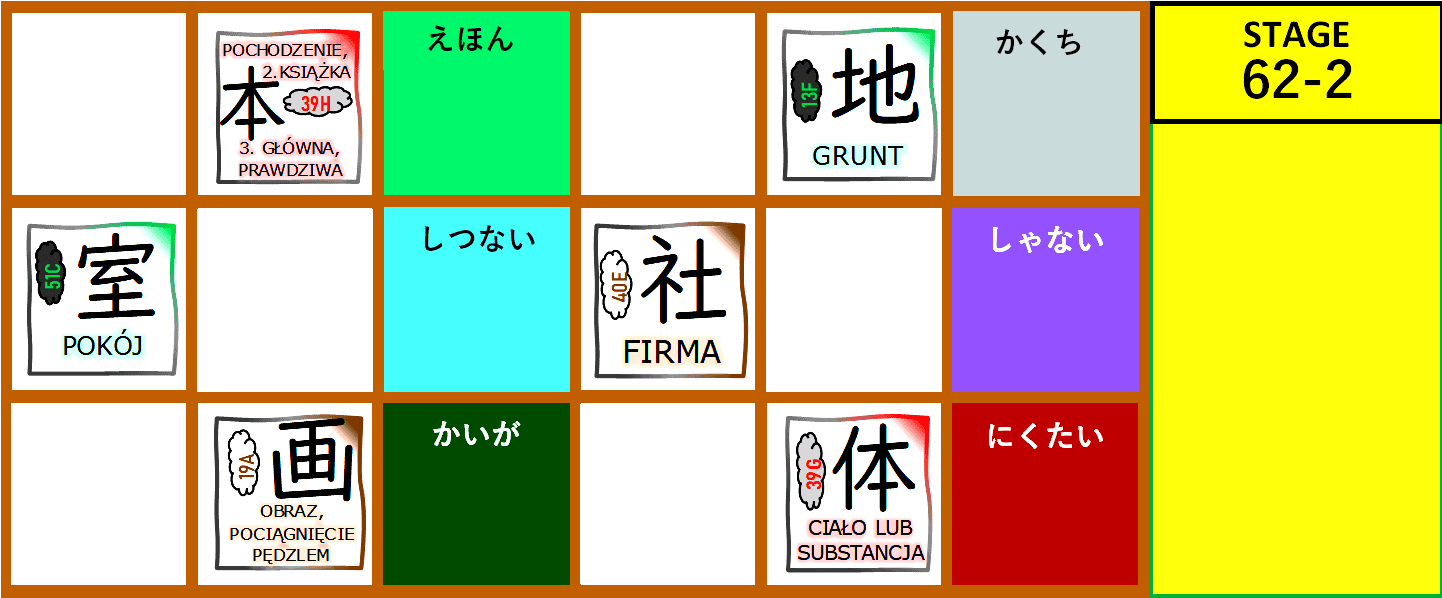 POCHODZENIE,
2.KSIĄŻKA
本
39H
3. GŁÓWNA,
PRAWDZIWA
えほん
13F
地
GRUNT
かくち
STAGE
62-2
51C
室
POKÓJ
しつない
40E
社
FIRMA
しゃない
19A
画
OBRAZ,
POCIĄGNIĘCIE
PĘDZLEM
かいが
39G
体
CIAŁO LUB
SUBSTANCJA
にくたい